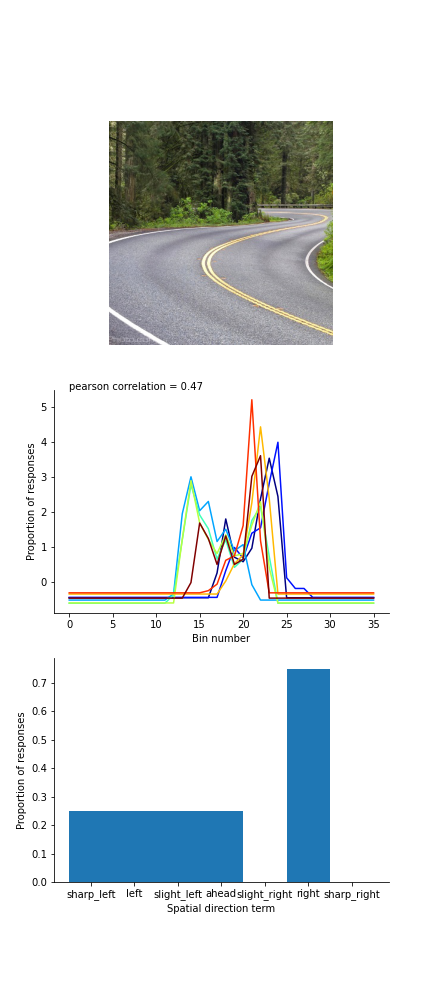 pearson correlation = 0.47
5
4
3
2
1
0
Proportion of responses
0 5 10 15 20 25 30 35
Bin number
0.7
0.6
0.5
0.4
0.3
0.2
0.1
0.0
Proportion of responses
sharp_left left slight_left ahead slight_right right sharp_right
Spatial direction term